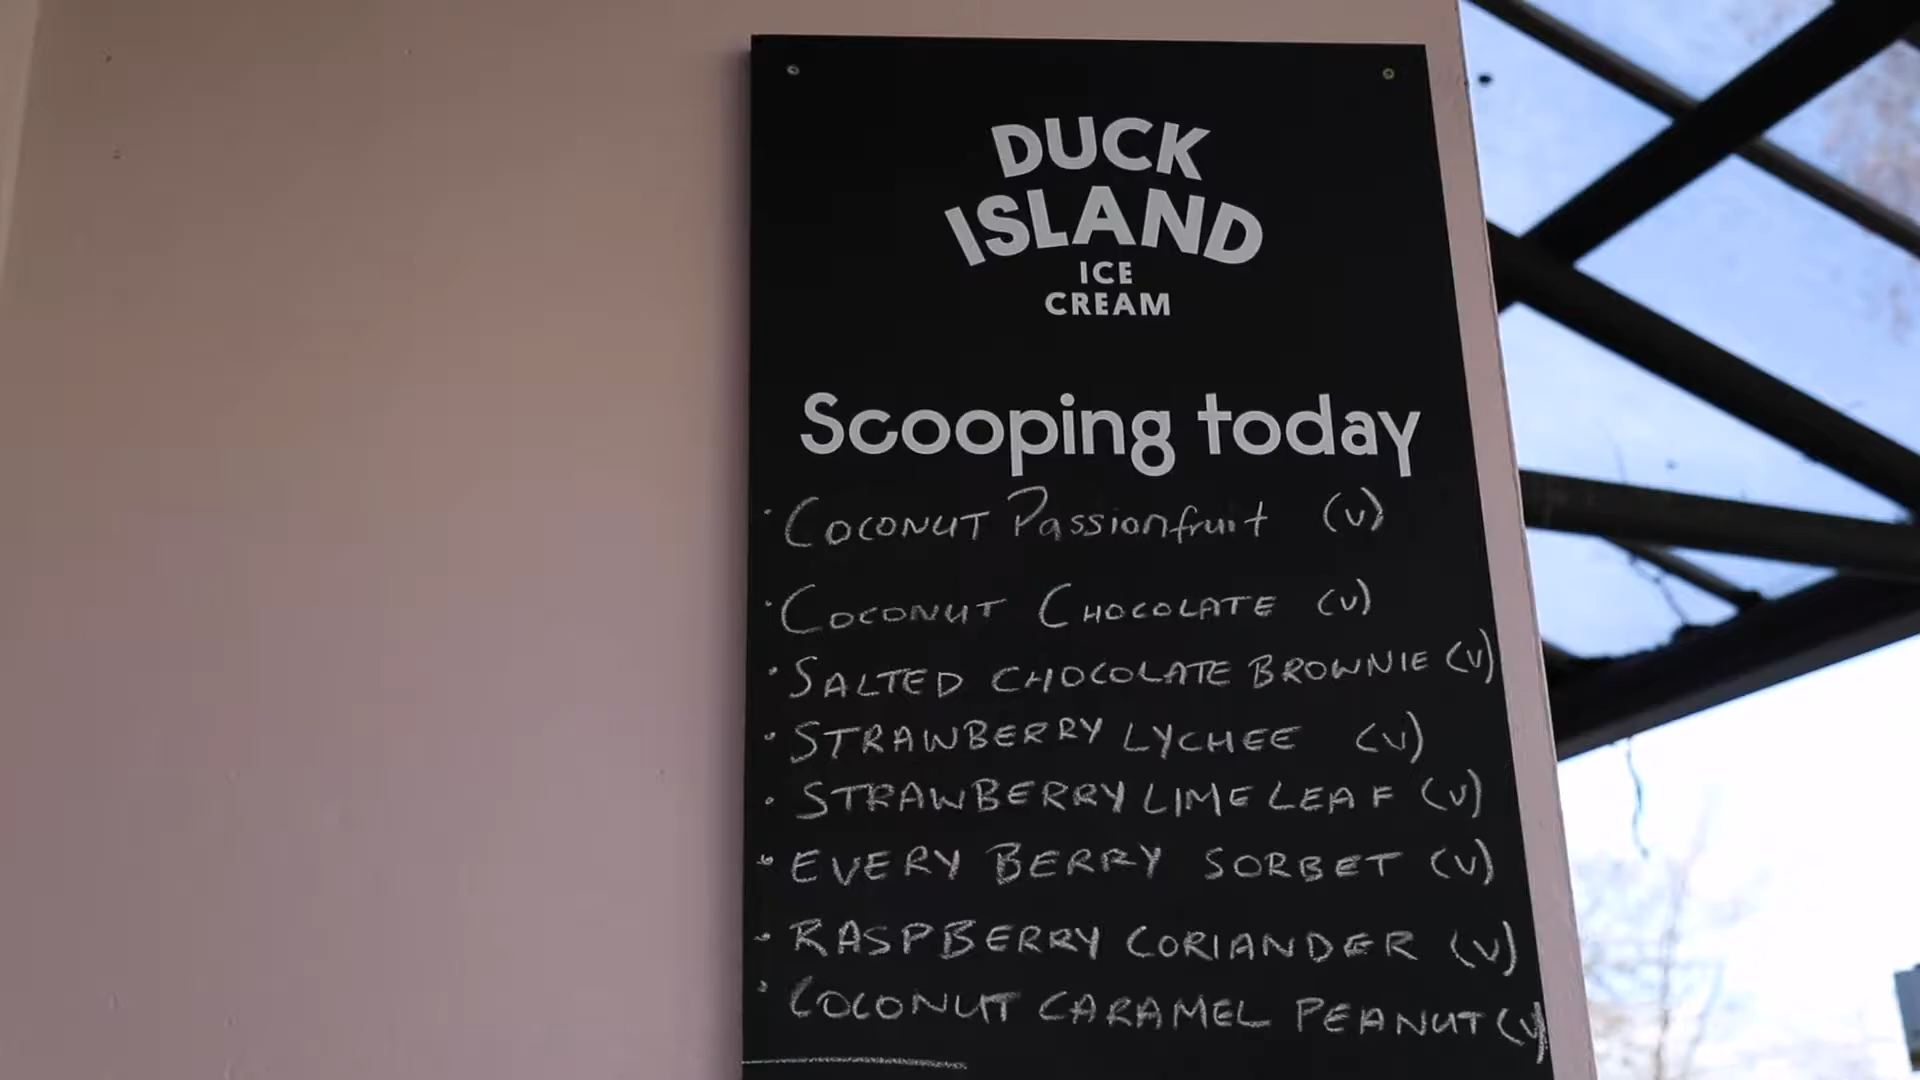 DUCK
ISLAND
ICE
CREAM
Scooping today
· COCONUT Passionfruit (V)
· COCONUT CHOCOLATE (V)
· SALTED CHOCOLATE BROWNIE (V)
· STRAWBERRY LYCHEE (V)
· STRAWBERRY LIME LEAF (V)
· EVERY BERRY SORBET (V)
· RASPBERRY CORIANDER (V)
· COCONUT CARAMEL PEANUT (V)